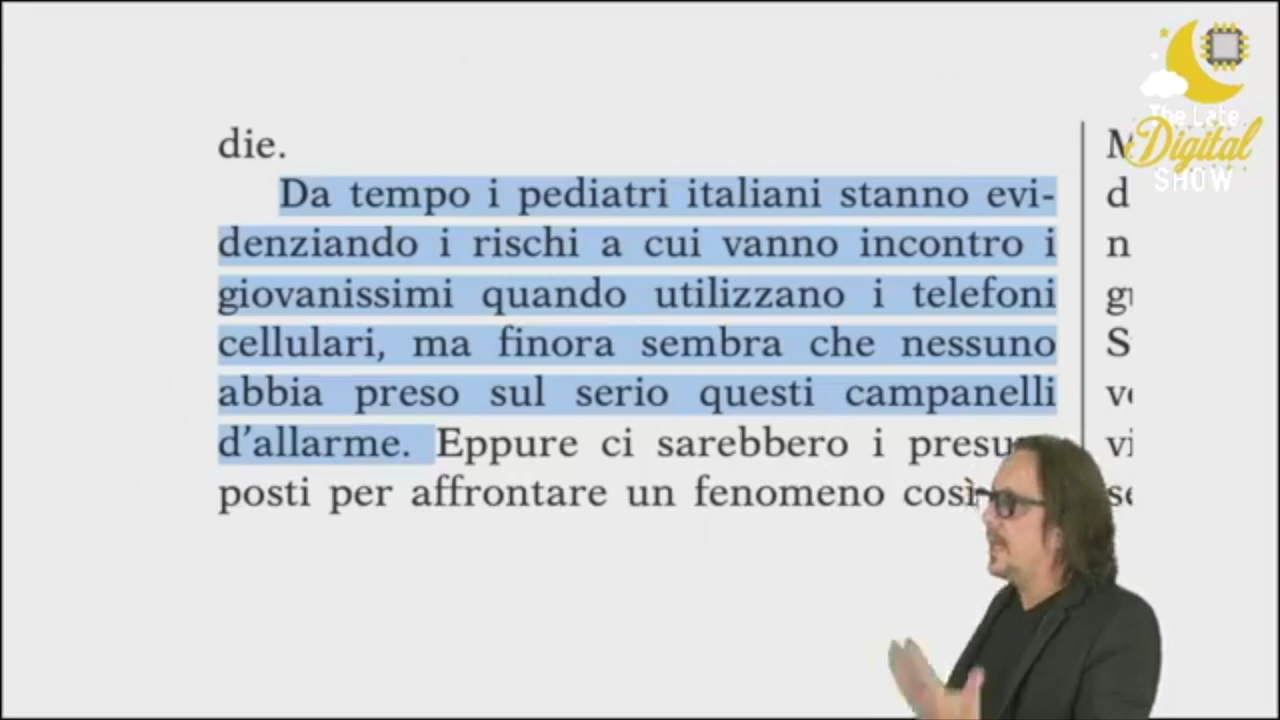 die.
Da tempo i pediatri italiani stanno evi-
denziando i rischi a cui vanno incontro i
giovanissimi quando utilizzano i telefoni
cellulari, ma finora sembra che nessuno
abbia preso sul serio questi campanelli
d'allarme. Eppure ci sarebbero i
posti per affrontare un fenomeno così
The Late
Digital
SHOW